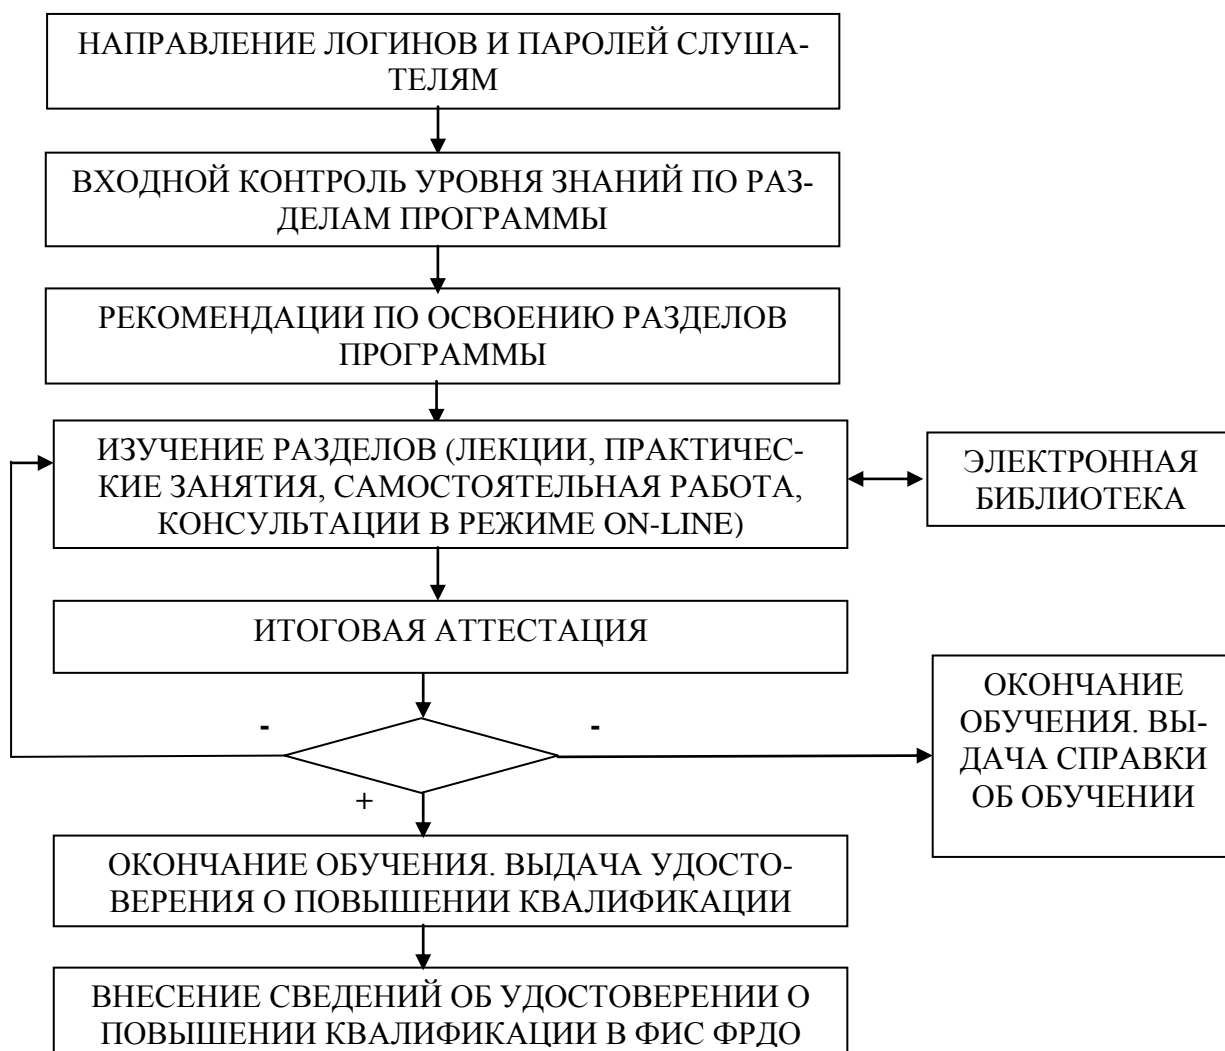 НАПРАВЛЕНИЕ ЛОГИНОВ И ПАРОЛЕЙ СЛУША-
ТЕЛЯМ
ВХОДНОЙ КОНТРОЛЬ УРОВНЯ ЗНАНИЙ ПО РАЗ-
ДЕЛАМ ПРОГРАММЫ
РЕКОМЕНДАЦИИ ПО ОСВОЕНИЮ РАЗДЕЛОВ
ПРОГРАММЫ
ИЗУЧЕНИЕ РАЗДЕЛОВ (ЛЕКЦИИ, ПРАКТИЧЕС-
КИЕ ЗАНЯТИЯ, САМОСТОЯТЕЛЬНАЯ РАБОТА,
КОНСУЛЬТАЦИИ В РЕЖИМЕ ON-LINE)
ЭЛЕКТРОННАЯ
БИБЛИОТЕКА
ИТОГОВАЯ АТТЕСТАЦИЯ
ОКОНЧАНИЕ
ОБУЧЕНИЯ. ВЫ-
ДАЧА СПРАВКИ
ОБ ОБУЧЕНИИ
-
-
+
ОКОНЧАНИЕ ОБУЧЕНИЯ. ВЫДАЧА УДОСТО-
ВЕРЕНИЯ О ПОВЫШЕНИИ КВАЛИФИКАЦИИ
ВНЕСЕНИЕ СВЕДЕНИЙ ОБ УДОСТОВЕРЕНИИ О
ПОВЫШЕНИИ КВАЛИФИКАЦИИ В ФИС ФРДО